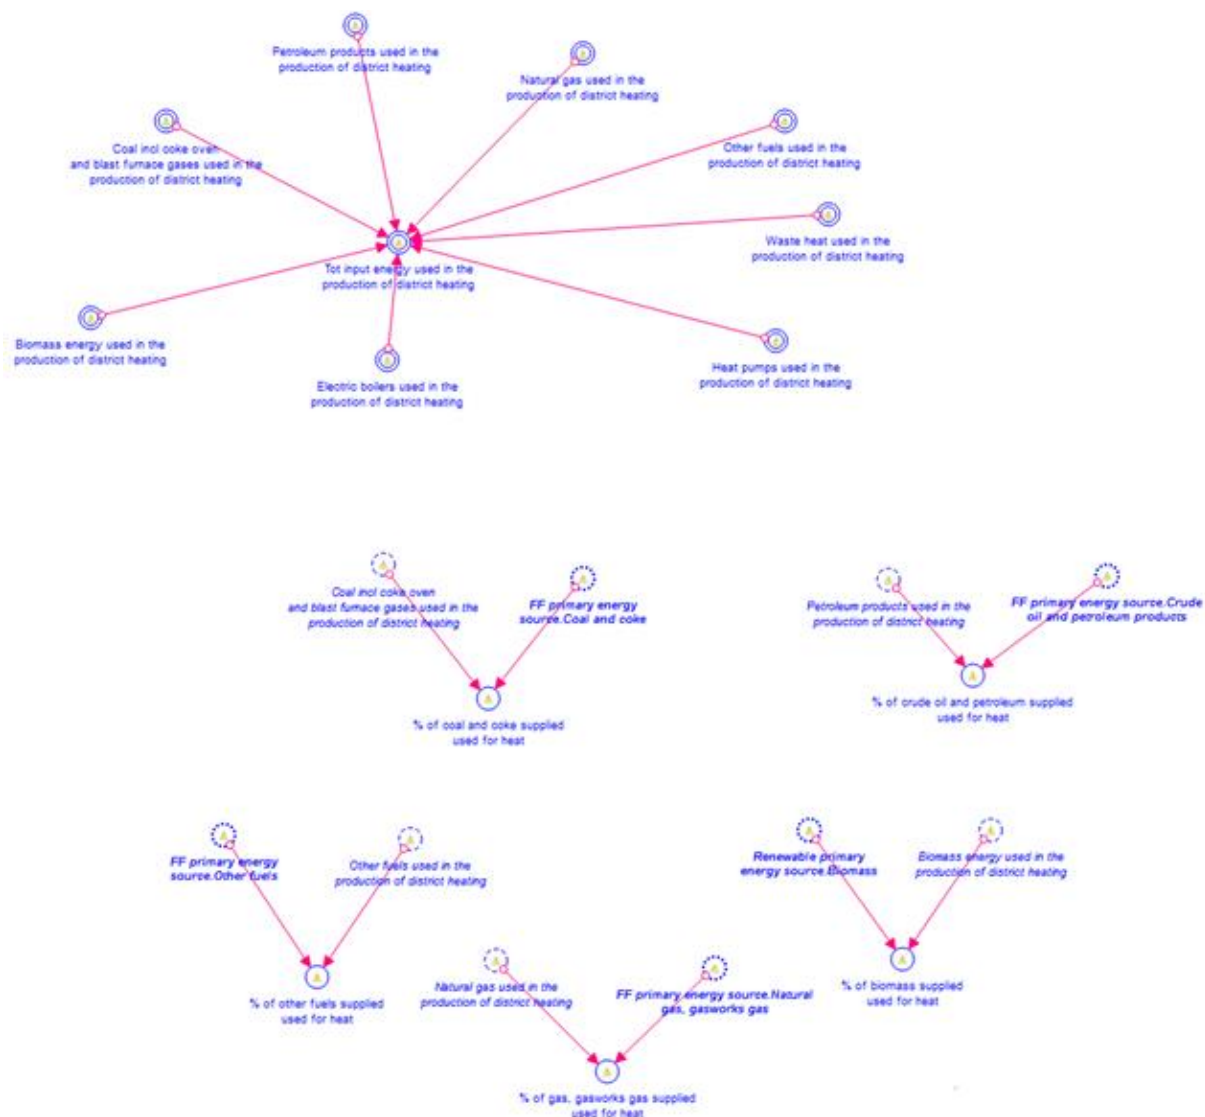 Petroleum products used in the
production of district heating
Natural gas used in the
production of district heating
Coal incl coke oven
and blast furnace gases used in the
production of district heating
Other fuels used in the
production of district heating
Waste heat used in the
production of district heating
Tot input energy used in the
production of district heating
Biomass energy used in the
production of district heating
Electric boilers used in the
production of district heating
Heat pumps used in the
production of district heating
Coal incl coke oven
and blast furnace gases used in the
production of district heating
FF primary energy
source.Coal and coke
% of coal and coke supplied
used for heat
Petroleum products used in the
production of district heating
FF primary energy source.Crude
oil and petroleum products
% of crude oil and petroleum supplied
used for heat
FF primary energy
source.Other fuels
Other fuels used in the
production of district heating
% of other fuels supplied
used for heat
Natural gas used in the
production of district heating
FF primary energy source.Natural
gas, gasworks gas
% of gas, gasworks gas supplied
used for heat
Renewable primary
energy source.Biomass
Biomass energy used in the
production of district heating
% of biomass supplied
used for heat